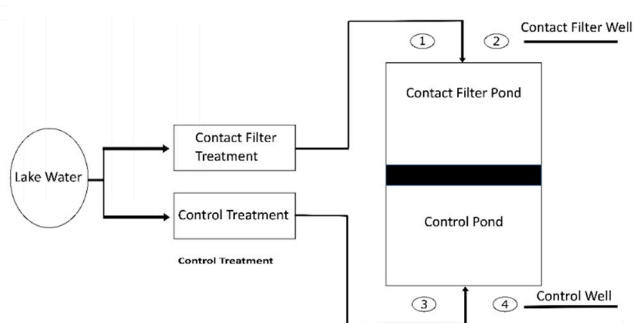 Contact Filter Well
1
2
Contact Filter Pond
Contact Filter
Treatment
Lake Water
Control Treatment
Control Pond
Control Treatment
3
4
Control Well